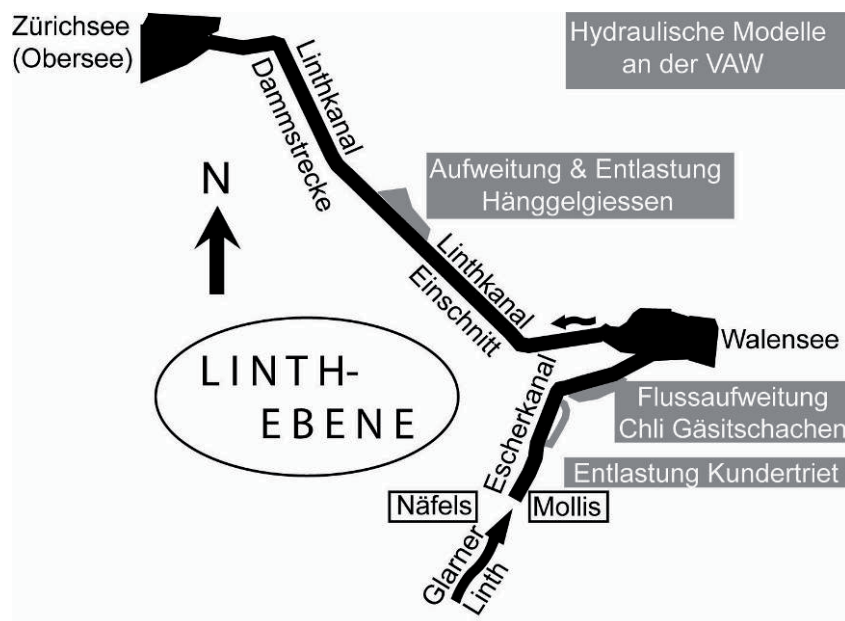 Zürichsee
(Obersee)
Hydraulische Modelle
an der VAW
Linthkanal
Dammstrecke
Aufweitung & Entlastung
Hänggelgiessen
N
Linthkanal
Einschnitt
Walensee
LINTH-
EBENE
Escherkanal
Flussaufweitung
Chli Gäsitschachen
Entlastung Kundertriet
Näfels
Mollis
Glarner
Linth